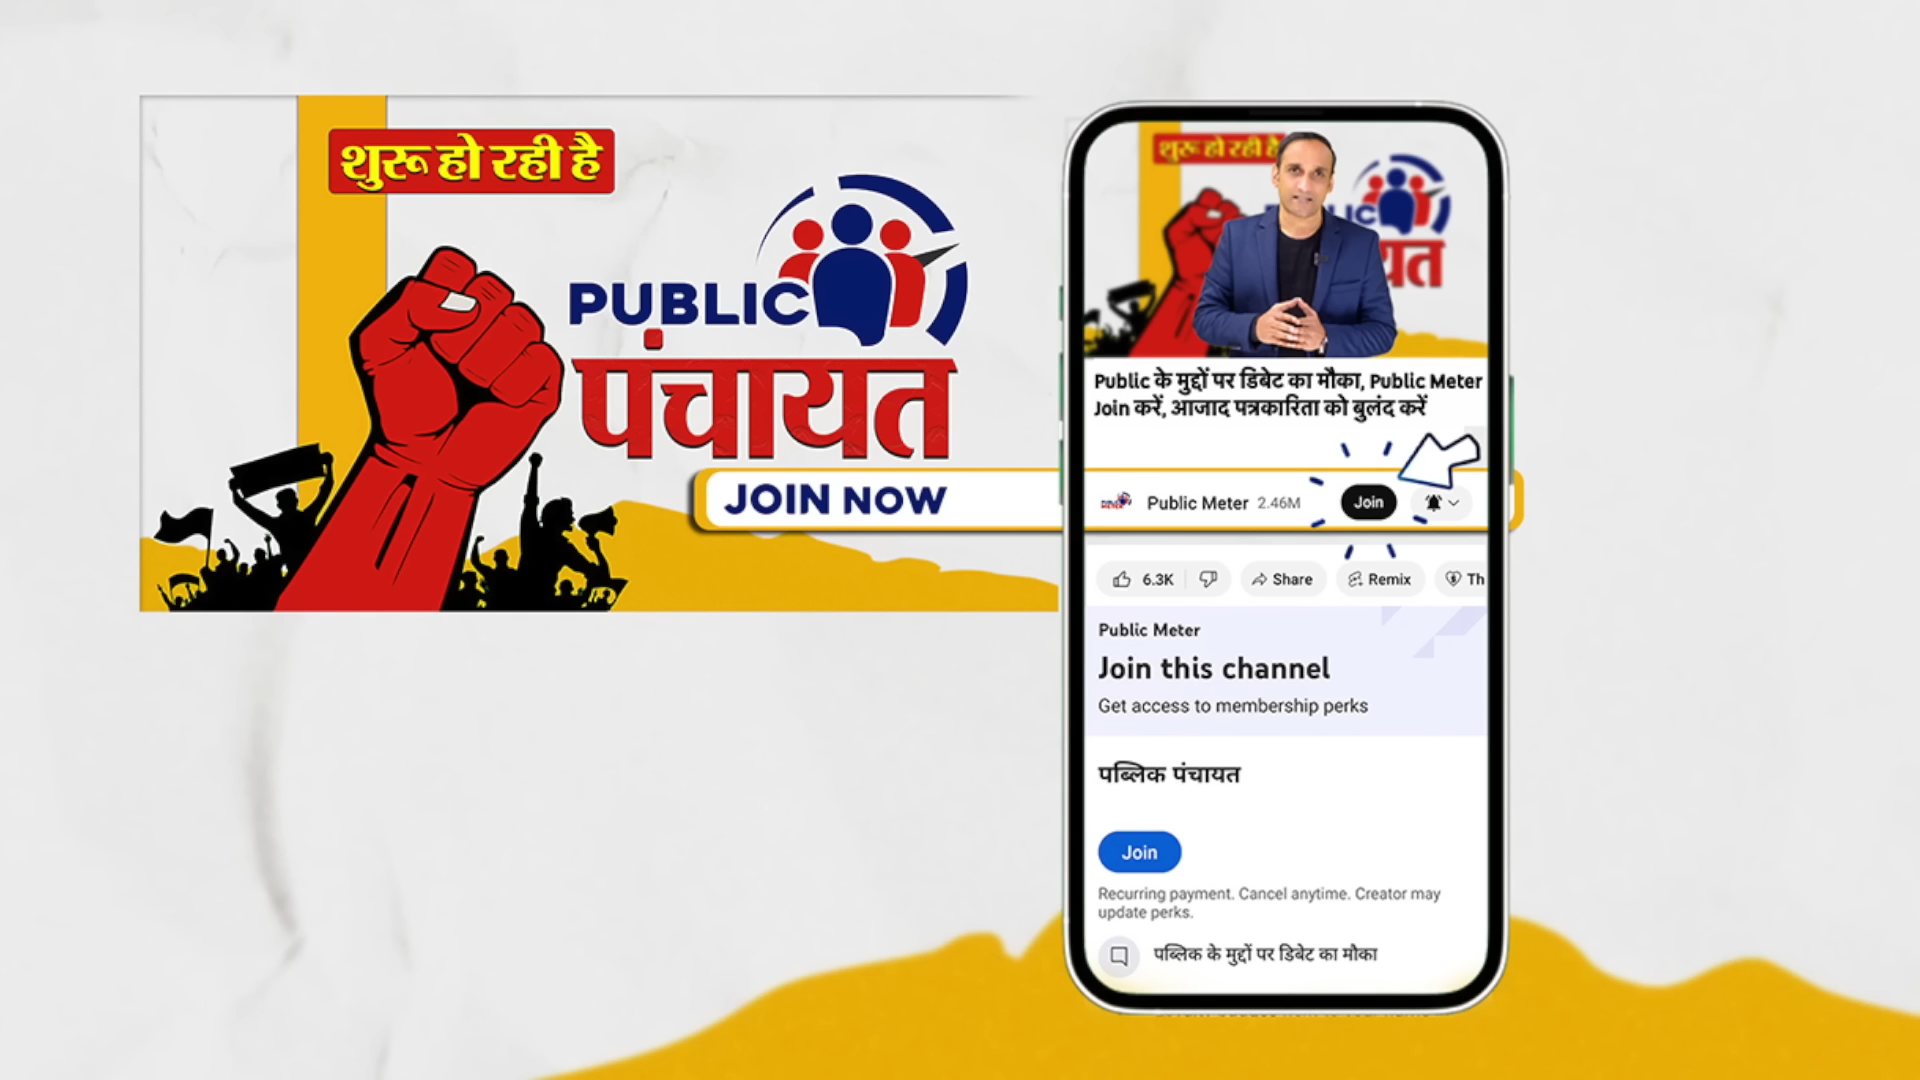 शुरू हो रही है
PUBLIC
पंचायत
JOIN NOW
शुरू हो रही है
Public के मुद्दों पर डिबेट का मौका, Public Meter
Join करें, आजाद पत्रकारिता को बुलंद करें
Public Meter 2.46M
Join
6.3K
Share
Remix
Th
Public Meter
Join this channel
Get access to membership perks
पब्लिक पंचायत
Join
Recurring payment. Cancel anytime. Creator may
update perks.
पब्लिक के मुद्दों पर डिबेट का मौका